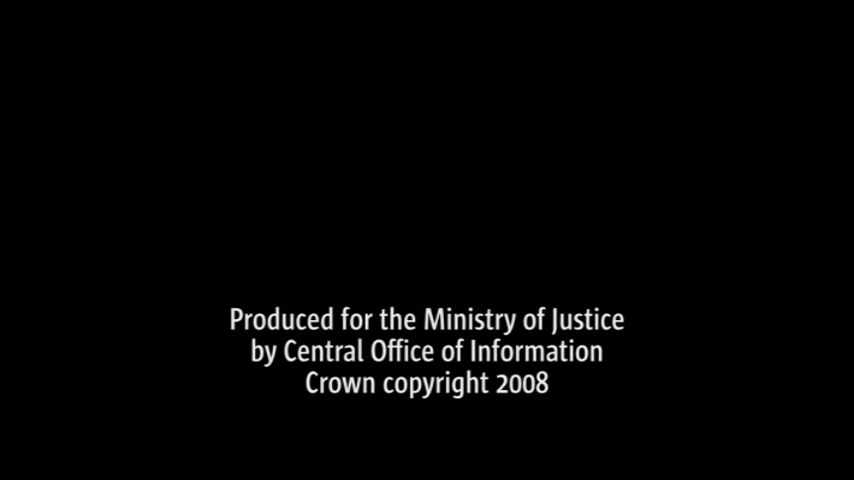 Produced for the Ministry of Justice
by Central Office of Information
Crown copyright 2008